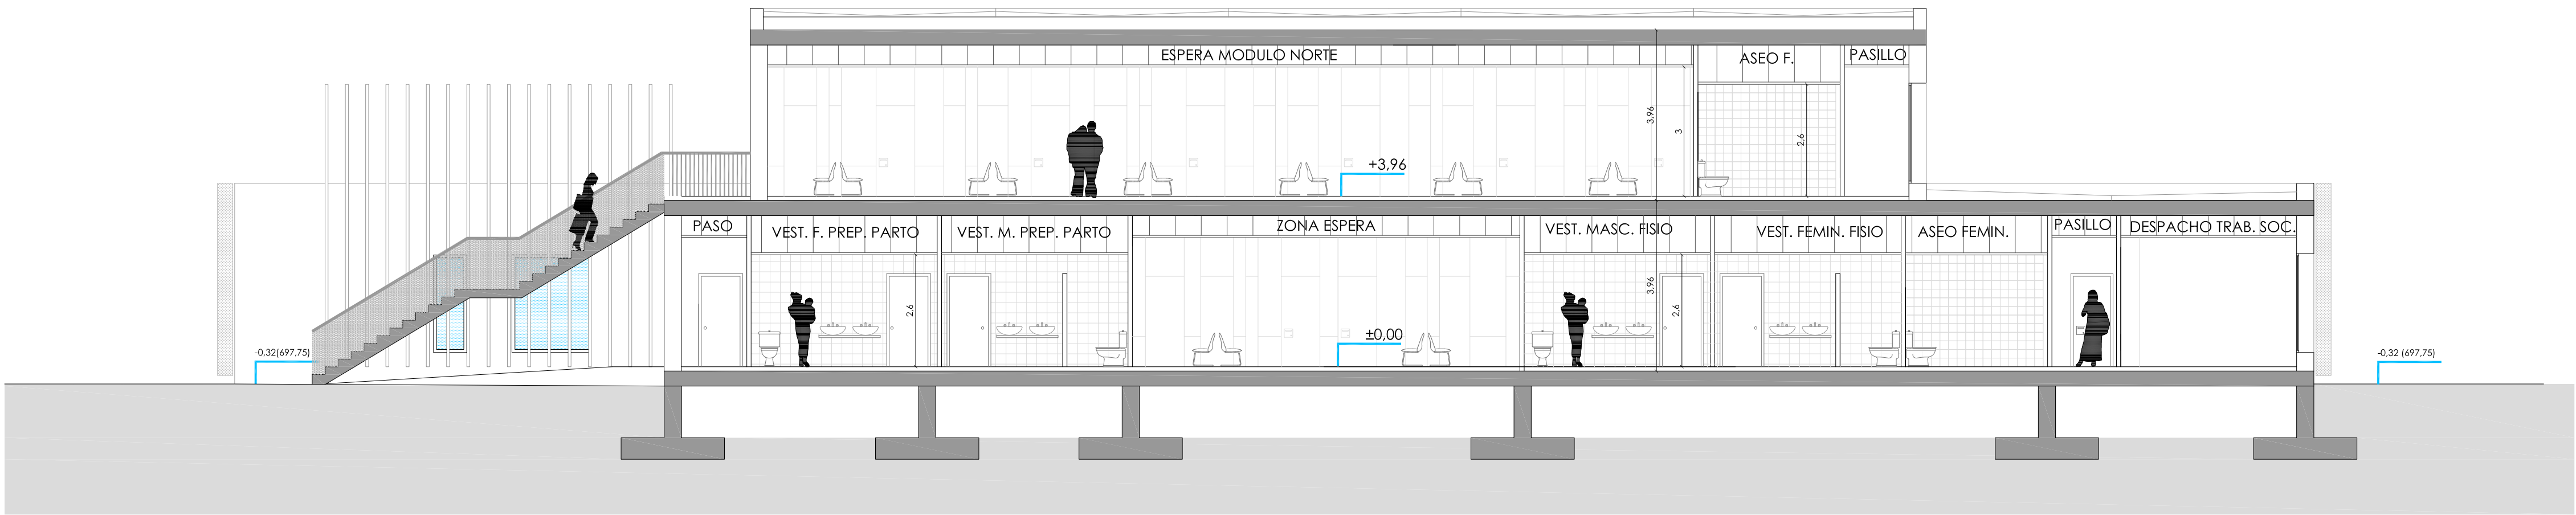 ESPERA MODULO NORTE
ASEO F.
PASILLO
3,96
3
2,6
+3,96
PASO
VEST. F. PREP. PARTO
VEST. M. PREP. PARTO
ZONA ESPERA
VEST. MASC. FISIO
VEST. FEMIN. FISIO
ASEO FEMIN.
PASILLO
DESPACHO TRAB. SOC.
2,6
3,96
2,6
±0,00
-0,32(697,75)
-0,32 (697,75)